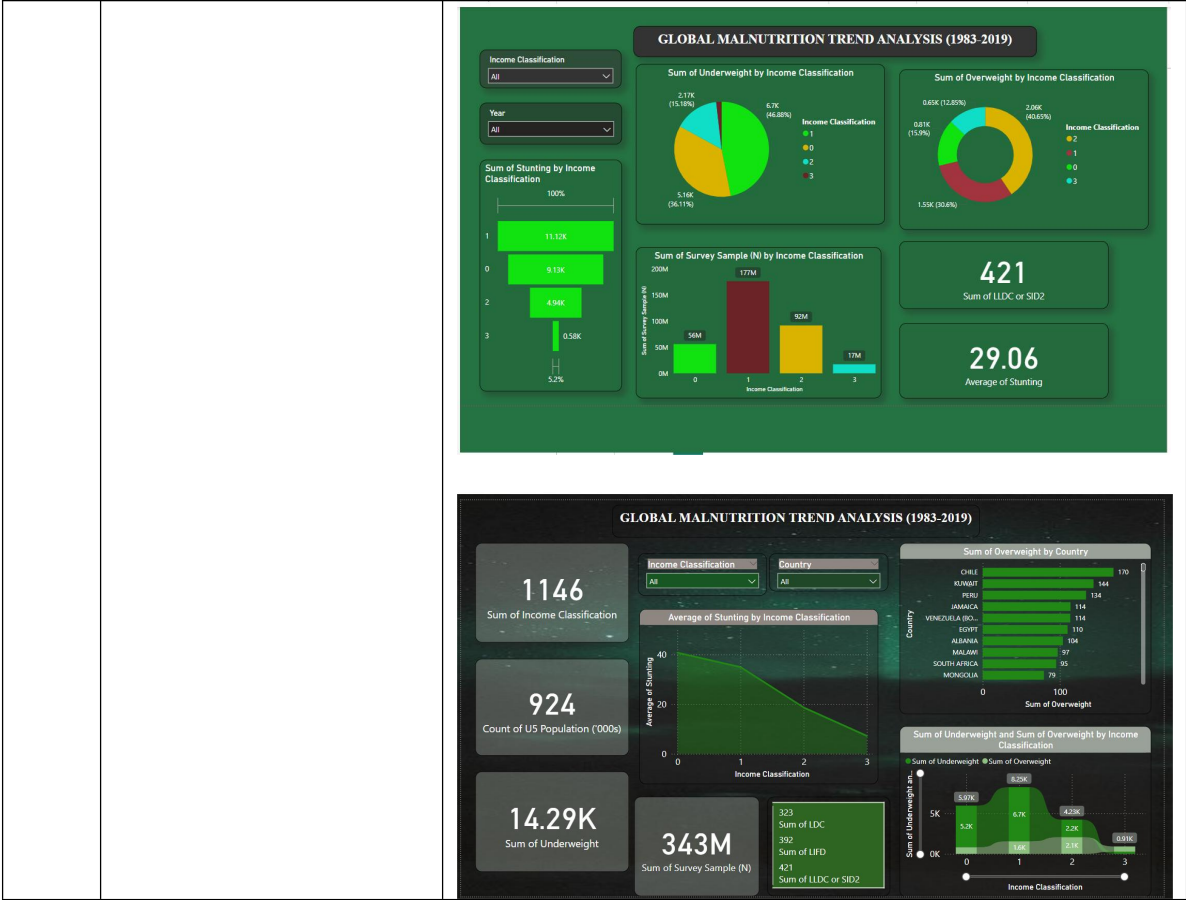 GLOBAL MALNUTRITION TREND ANALYSIS (1983-2019)
Income Classification
All
Year
All
Sum of Stunting by Income
Classification
100%
1
11.12K
0
9.13K
2
4.94K
3
0.58K
5.2%
Sum of Underweight by Income Classification
2.17K
(15.18%)
6.7K
(46.88%)
5.16K
(36.11%)
Income Classification
1
0
2
3
Sum of Overweight by Income Classification
0.65K (12.85%)
2.06K
(40.65%)
0.81K
(15.9%)
1.55K (30.6%)
Income Classification
2
1
0
3
Sum of Survey Sample (N) by Income Classification
Sum of Survey Sample (N)
200M
150M
100M
50M
0M
56M
177M
92M
17M
0 1 2 3
Income Classification
421
Sum of LLDC or SID2
29.06
Average of Stunting
GLOBAL MALNUTRITION TREND ANALYSIS (1983-2019)
1146
Sum of Income Classification
924
Count of U5 Population ('000s)
14.29K
Sum of Underweight
Income Classification
All
Country
All
Average of Stunting by Income Classification
Average of Stunting
40
20
0
0 1 2 3
Income Classification
343M
Sum of Survey Sample (N)
323
Sum of LDC
392
Sum of LIFD
421
Sum of LLDC or SID2
Sum of Overweight by Country
Country
CHILE 170
KUWAIT 144
PERU 134
JAMAICA 114
VENEZUELA (BO... 114
EGYPT 110
ALBANIA 104
MALAWI 97
SOUTH AFRICA 95
MONGOLIA 79
0 100
Sum of Overweight
Sum of Underweight and Sum of Overweight by Income
Classification
Sum of Underweight Sum of Overweight
Sum of Underweight an...
5K
0K
5.97K
5.2K
8.25K
6.7K
1.6K
4.23K
2.2K
2.1K
0.91K
0 1 2 3
Income Classification